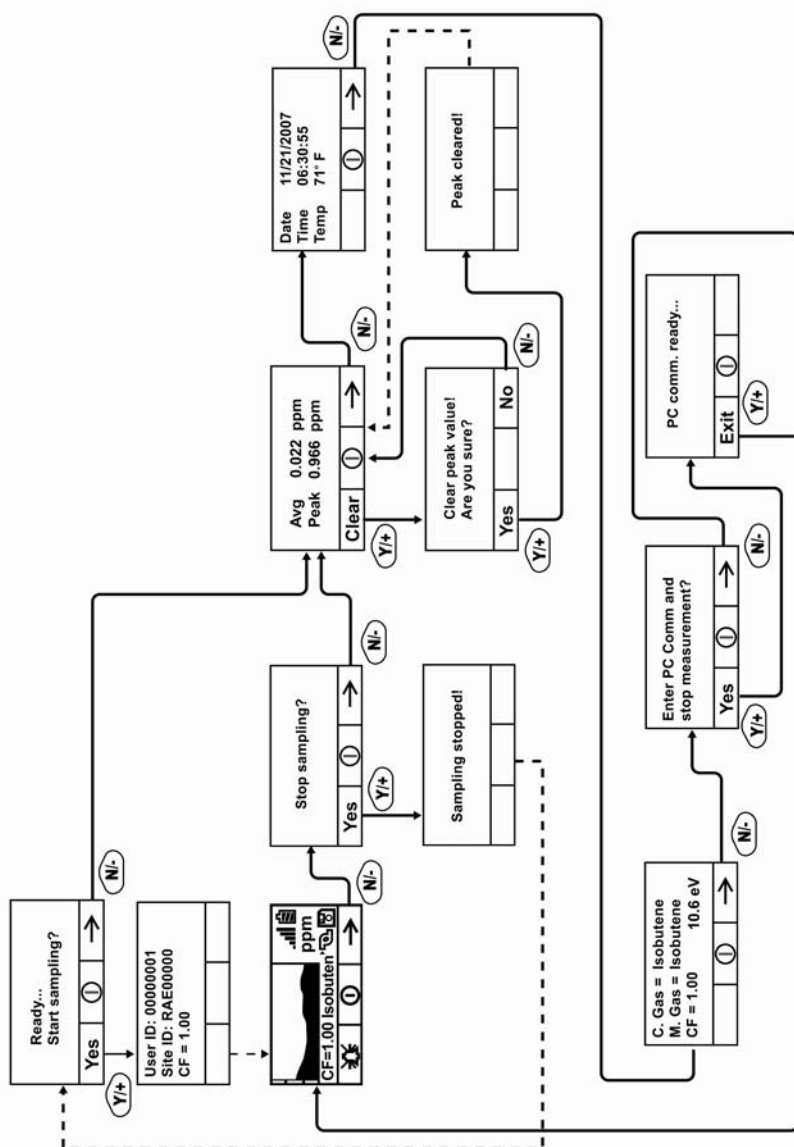 Ready...
Start sampling?
Yes
N/-
Y/+
User ID: 00000001
Site ID: RAE00000
CF = 1.00
ppm
CF=1.00 Isobuten'
N/-
Stop sampling?
Yes
N/-
Y/+
Sampling stopped!
Avg 0.022 ppm
Peak 0.966 ppm
Clear
N/-
Y/+
Clear peak value!
Are you sure?
Yes
No
N/-
Y/+
Date 11/21/2007
Time 06:30:55
Temp 71° F
N/-
Peak cleared!
C. Gas = Isobutene
M. Gas = Isobutene
CF = 1.00 10.6 eV
N/-
Enter PC Comm and
stop measurement?
Yes
N/-
Y/+
PC comm. ready...
Exit
Y/+